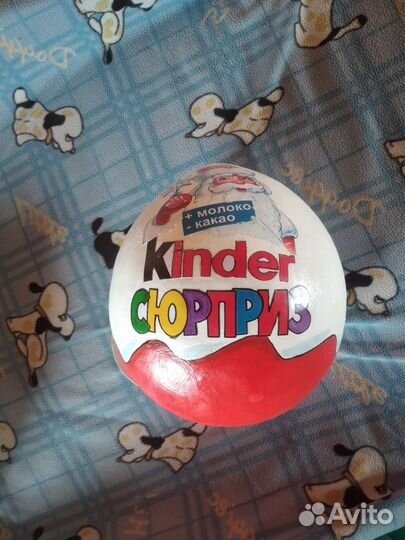 + молоко
- какао
Kinder
СЮРПРИЗ
Avito